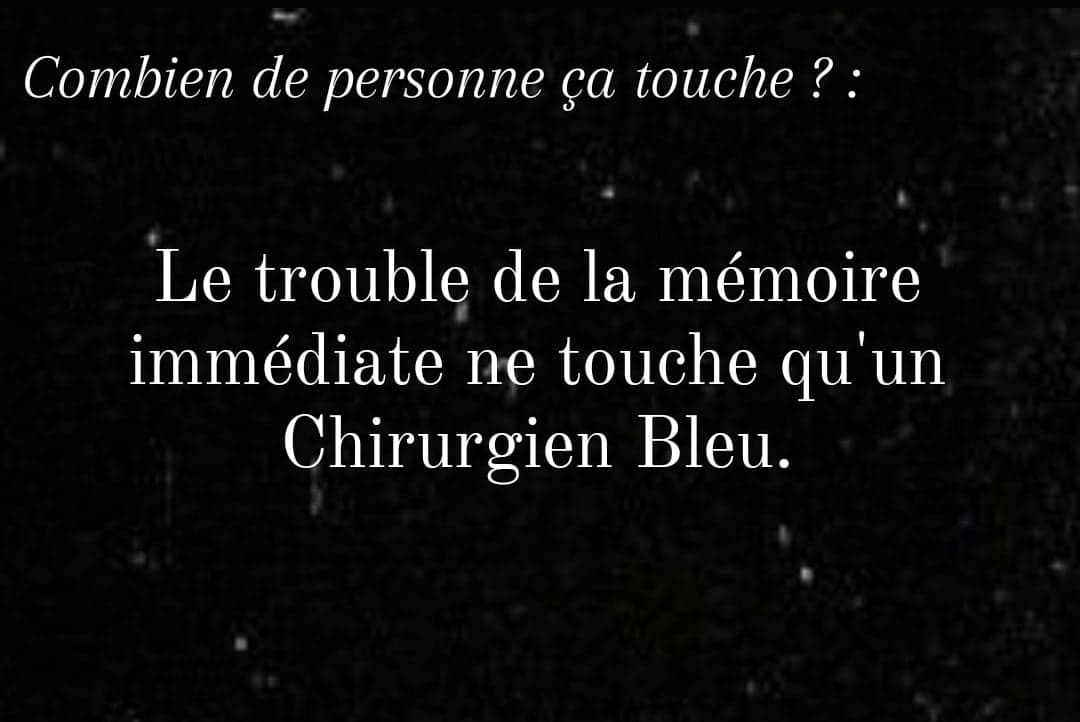 Combien de personne ça touche ? :
Le trouble de la mémoire
immédiate ne touche qu'un
Chirurgien Bleu.